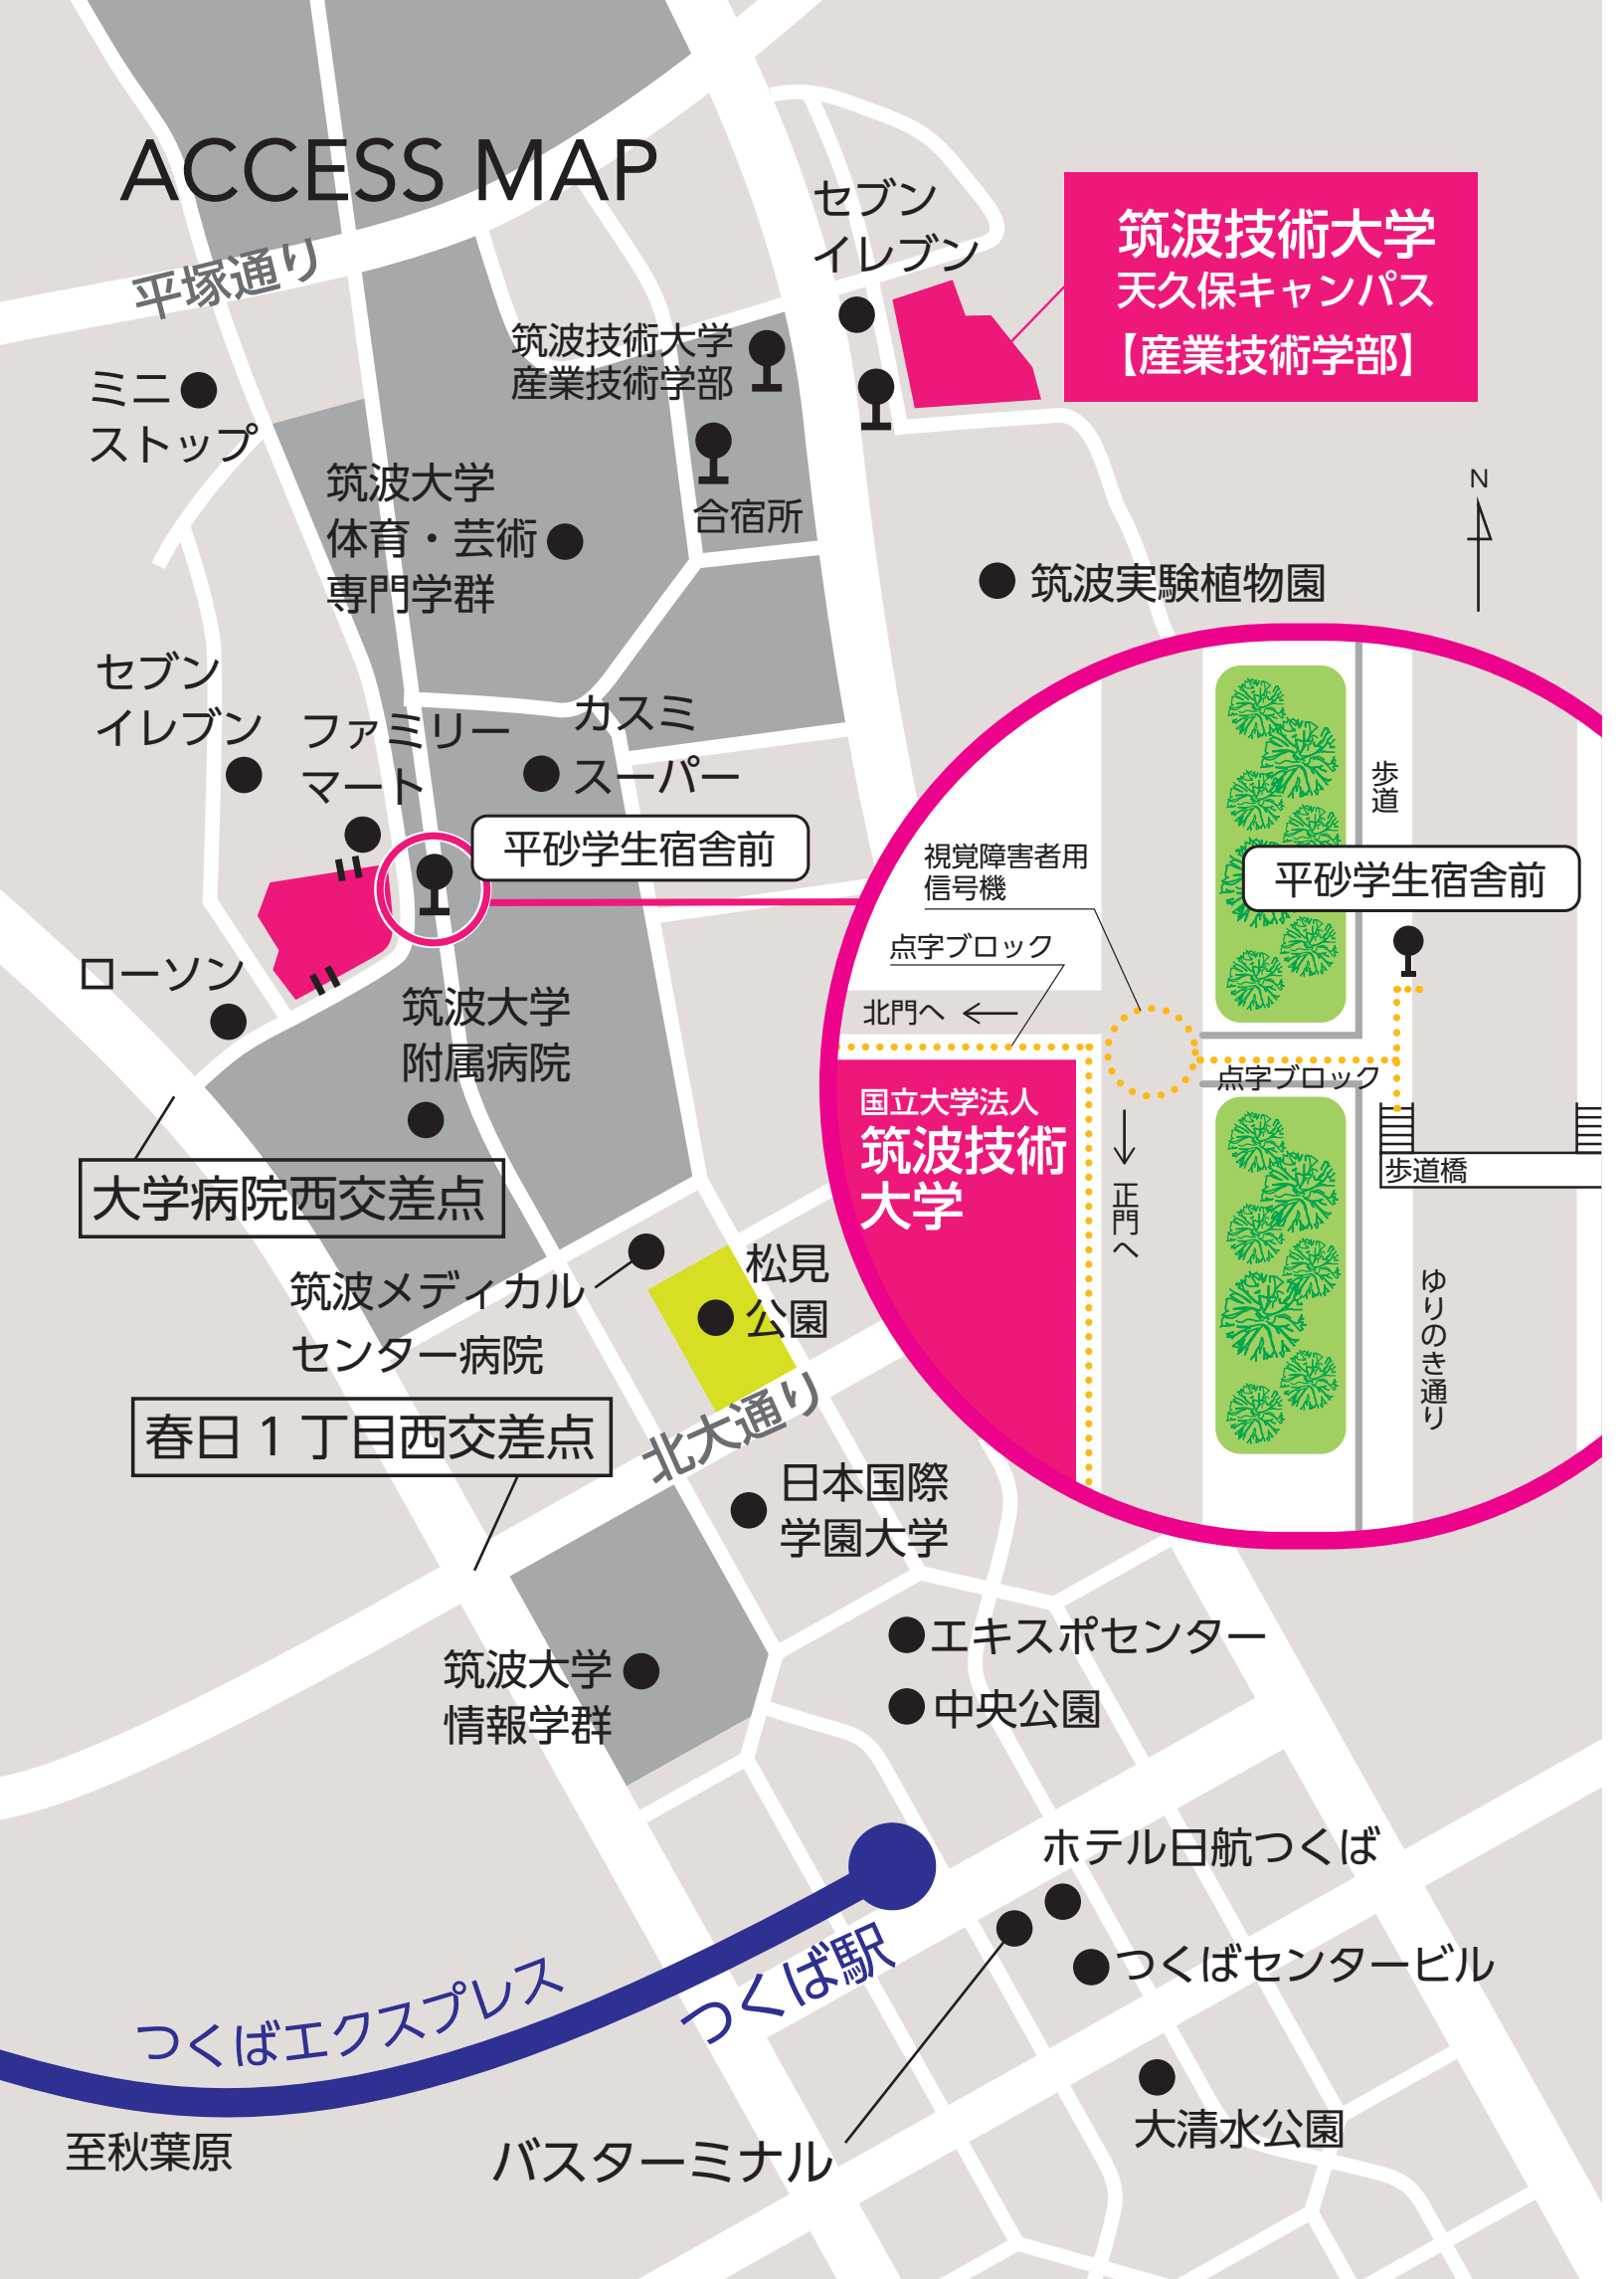 ACCESS MAP
平塚通り
セブン
イレブン
筑波技術大学
天久保キャンパス
【産業技術学部】
筑波技術大学
産業技術学部
ミニ
ストップ
合宿所
筑波大学
体育・芸術
専門学群
N
筑波実験植物園
セブン
イレブン
ファミリー
マート
カスミ
スーパー
平砂学生宿舎前
ローソン
筑波大学
附属病院
大学病院西交差点
筑波メディカル
センター病院
松見
公園
春日1丁目西交差点
北大通り
歩道
視覚障害者用
信号機
点字ブロック
平砂学生宿舎前
北門へ
点字ブロック
国立大学法人
筑波技術
大学
正門へ
歩道橋
ゆりのき通り
日本国際
学園大学
エキスポセンター
中央公園
筑波大学
情報学群
ホテル日航つくば
つくばセンタービル
つくば駅
つくばエクスプレス
至秋葉原
バスターミナル
大清水公園